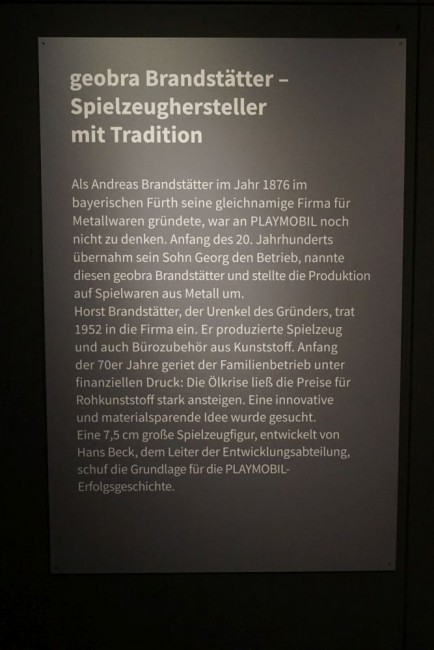 geobra Brandstätter –
Spielzeughersteller
mit Tradition
Als Andreas Brandstätter im Jahr 1876 im
bayerischen Fürth seine gleichnamige Firma für
Metallwaren gründete, war an PLAYMOBIL noch
nicht zu denken. Anfang des 20. Jahrhunderts
übernahm sein Sohn Georg den Betrieb, nannte
diesen geobra Brandstätter und stellte die Produktion
auf Spielwaren aus Metall um.
Horst Brandstätter, der Urenkel des Gründers, trat
1952 in die Firma ein. Er produzierte Spielzeug
und auch Bürozubehör aus Kunststoff. Anfang
der 70er Jahre geriet der Familienbetrieb unter
finanziellen Druck: Die Ölkrise ließ die Preise für
Rohkunststoff stark ansteigen. Eine innovative
und materialsparende Idee wurde gesucht.
Eine 7,5 cm große Spielzeugfigur, entwickelt von
Hans Beck, dem Leiter der Entwicklungsabteilung,
schuf die Grundlage für die PLAYMOBIL-
Erfolgsgeschichte.